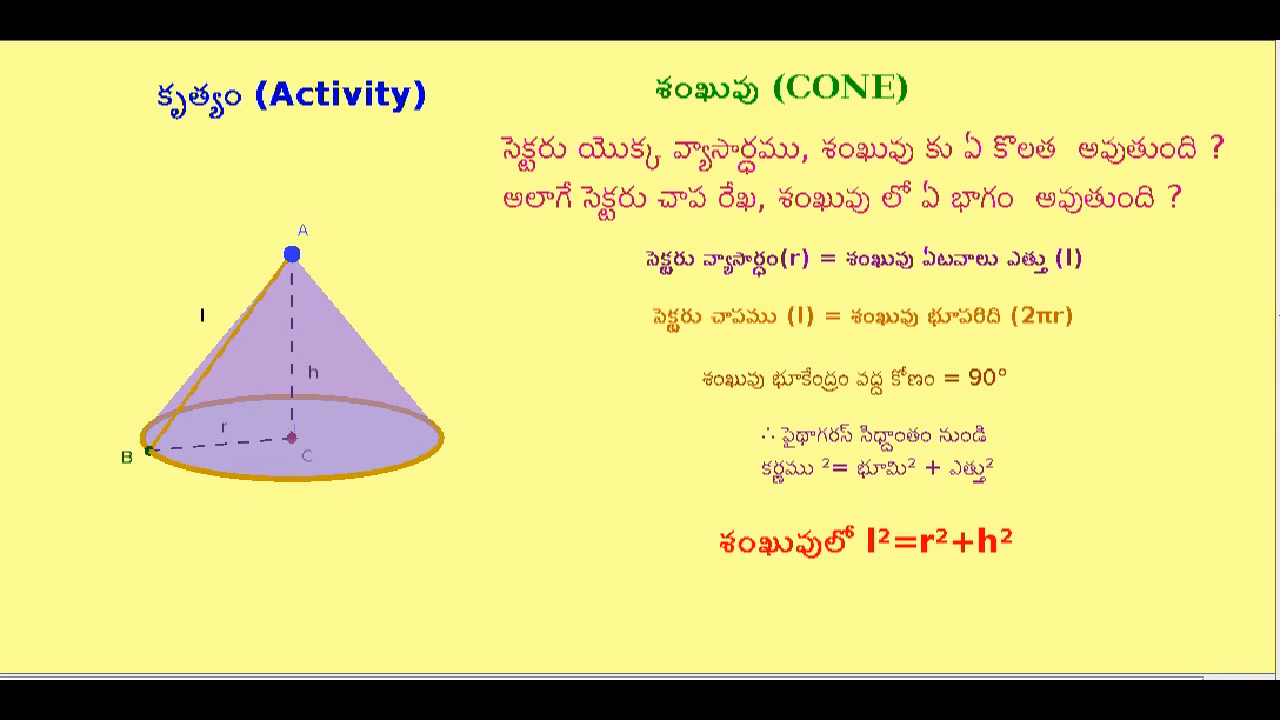 కృత్యం (Activity)
శంఖువు (CONE)
సెక్టరు యొక్క వ్యాసార్ధము, శంఖువు కు ఏ కొలత అవుతుంది ?
అలాగే సెక్టరు చాప రేఖ, శంఖువు లో ఏ భాగం అవుతుంది ?
సెక్టరు వ్యాసార్ధం(r) = శంఖువు ఏటవాలు ఎత్తు (l)
సెక్టరు చాపము (l) = శంఖువు భూపరిది (2πr)
శంఖువు భూకేంద్రం వద్ద కోణం = 90°
∴ పైథాగరస్ సిద్ధాంతం నుండి
కర్ణము ²= భూమి² + ఎత్తు²
శంఖువులో l²=r²+h²
A
l
h
r
B
C